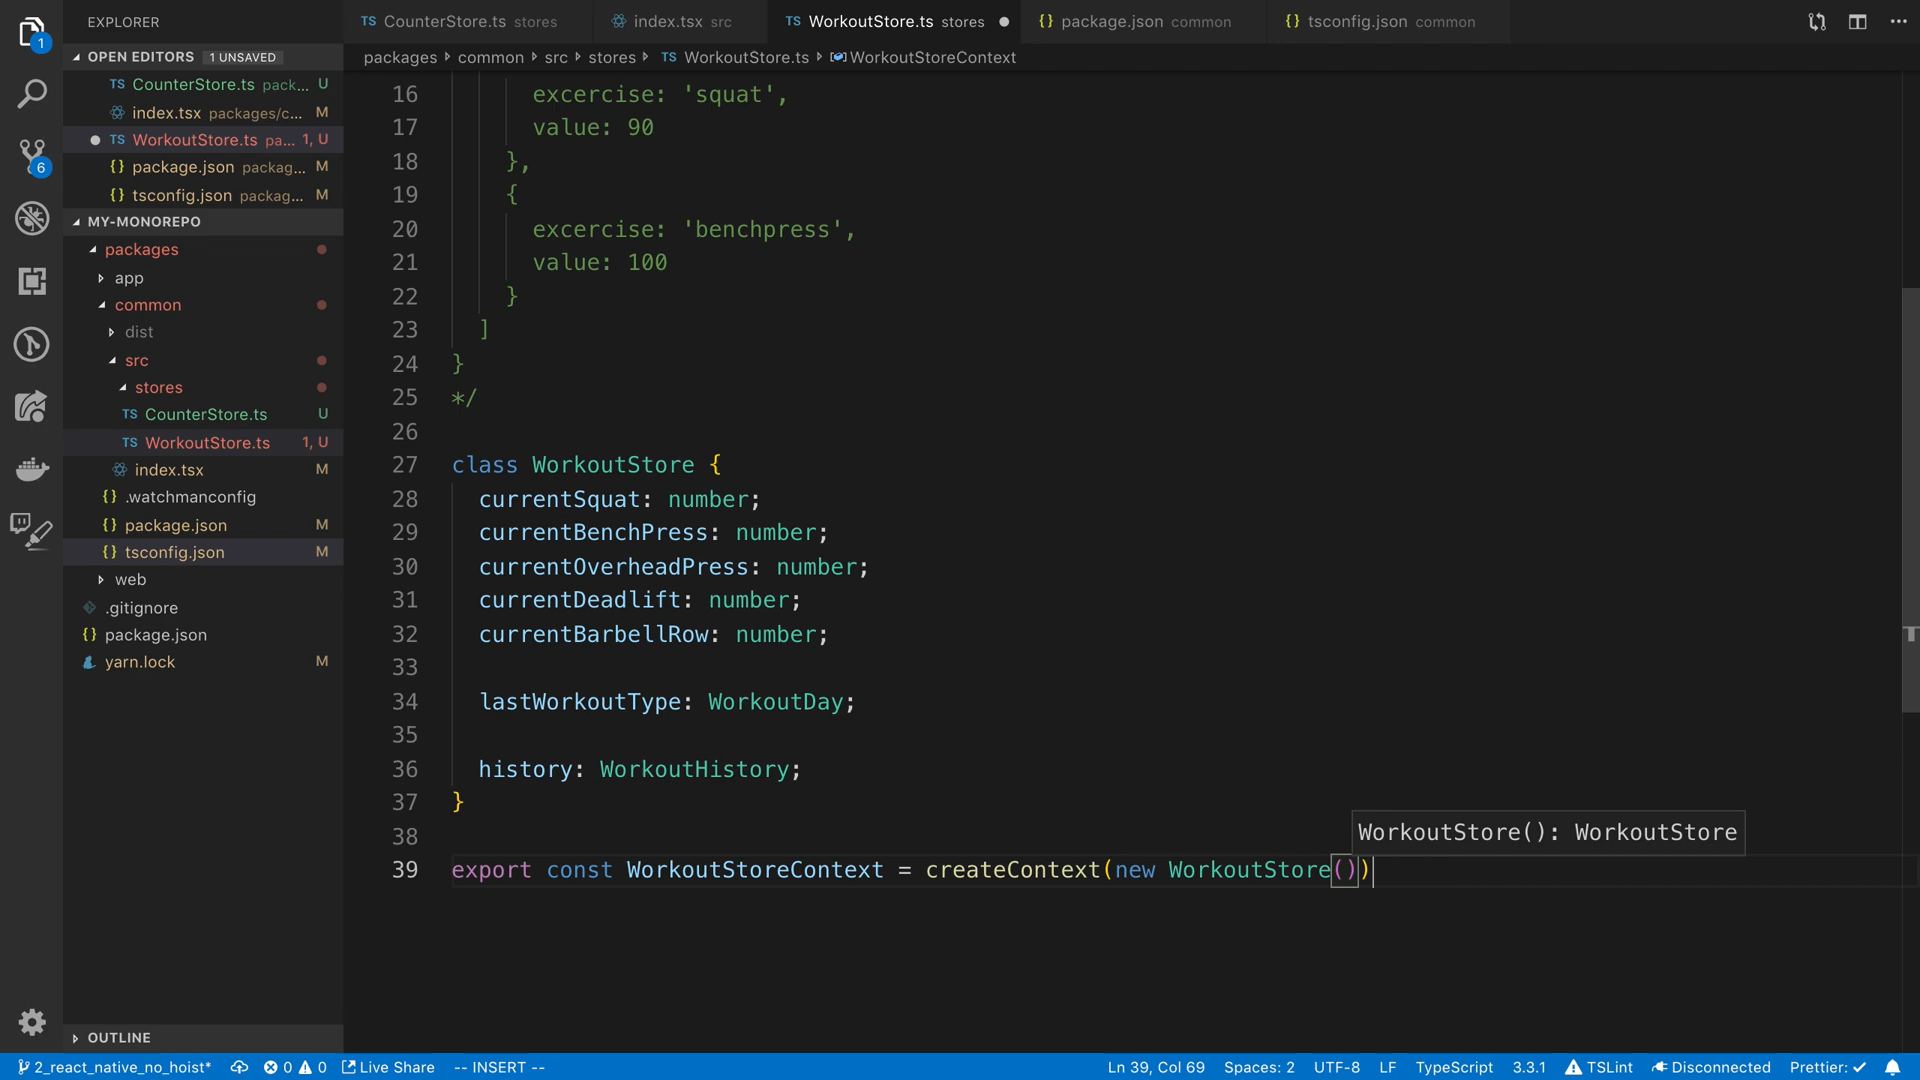 EXPLORER
OPEN EDITORS 1 UNSAVED
TS CounterStore.ts pack... U
index.tsx packages/c... M
TS WorkoutStore.ts pa... 1, U
{} package.json packag... M
{} tsconfig.json packag... M
MY-MONOREPO
packages
app
common
dist
src
stores
TS CounterStore.ts U
TS WorkoutStore.ts 1, U
index.tsx M
{} .watchmanconfig
{} package.json M
{} tsconfig.json M
web
.gitignore
{} package.json
yarn.lock M
OUTLINE
1
6
TS CounterStore.ts stores
index.tsx src
TS WorkoutStore.ts stores
{} package.json common
{} tsconfig.json common
packages common src stores TS WorkoutStore.ts WorkoutStoreContext
16 excercise: 'squat',
17 value: 90
18 },
19 {
20 excercise: 'benchpress',
21 value: 100
22 }
23 ]
24 }
25 */
26
27 class WorkoutStore {
28 currentSquat: number;
29 currentBenchPress: number;
30 currentOverheadPress: number;
31 currentDeadlift: number;
32 currentBarbellRow: number;
33
34 lastWorkoutType: WorkoutDay;
35
36 history: WorkoutHistory;
37 }
38
WorkoutStore(): WorkoutStore
39 export const WorkoutStoreContext = createContext(new WorkoutStore())
2_react_native_no_hoist* 0 0 Live Share -- INSERT -- Ln 39, Col 69 Spaces: 2 UTF-8 LF TypeScript 3.3.1 TSLint Disconnected Prettier: ✓